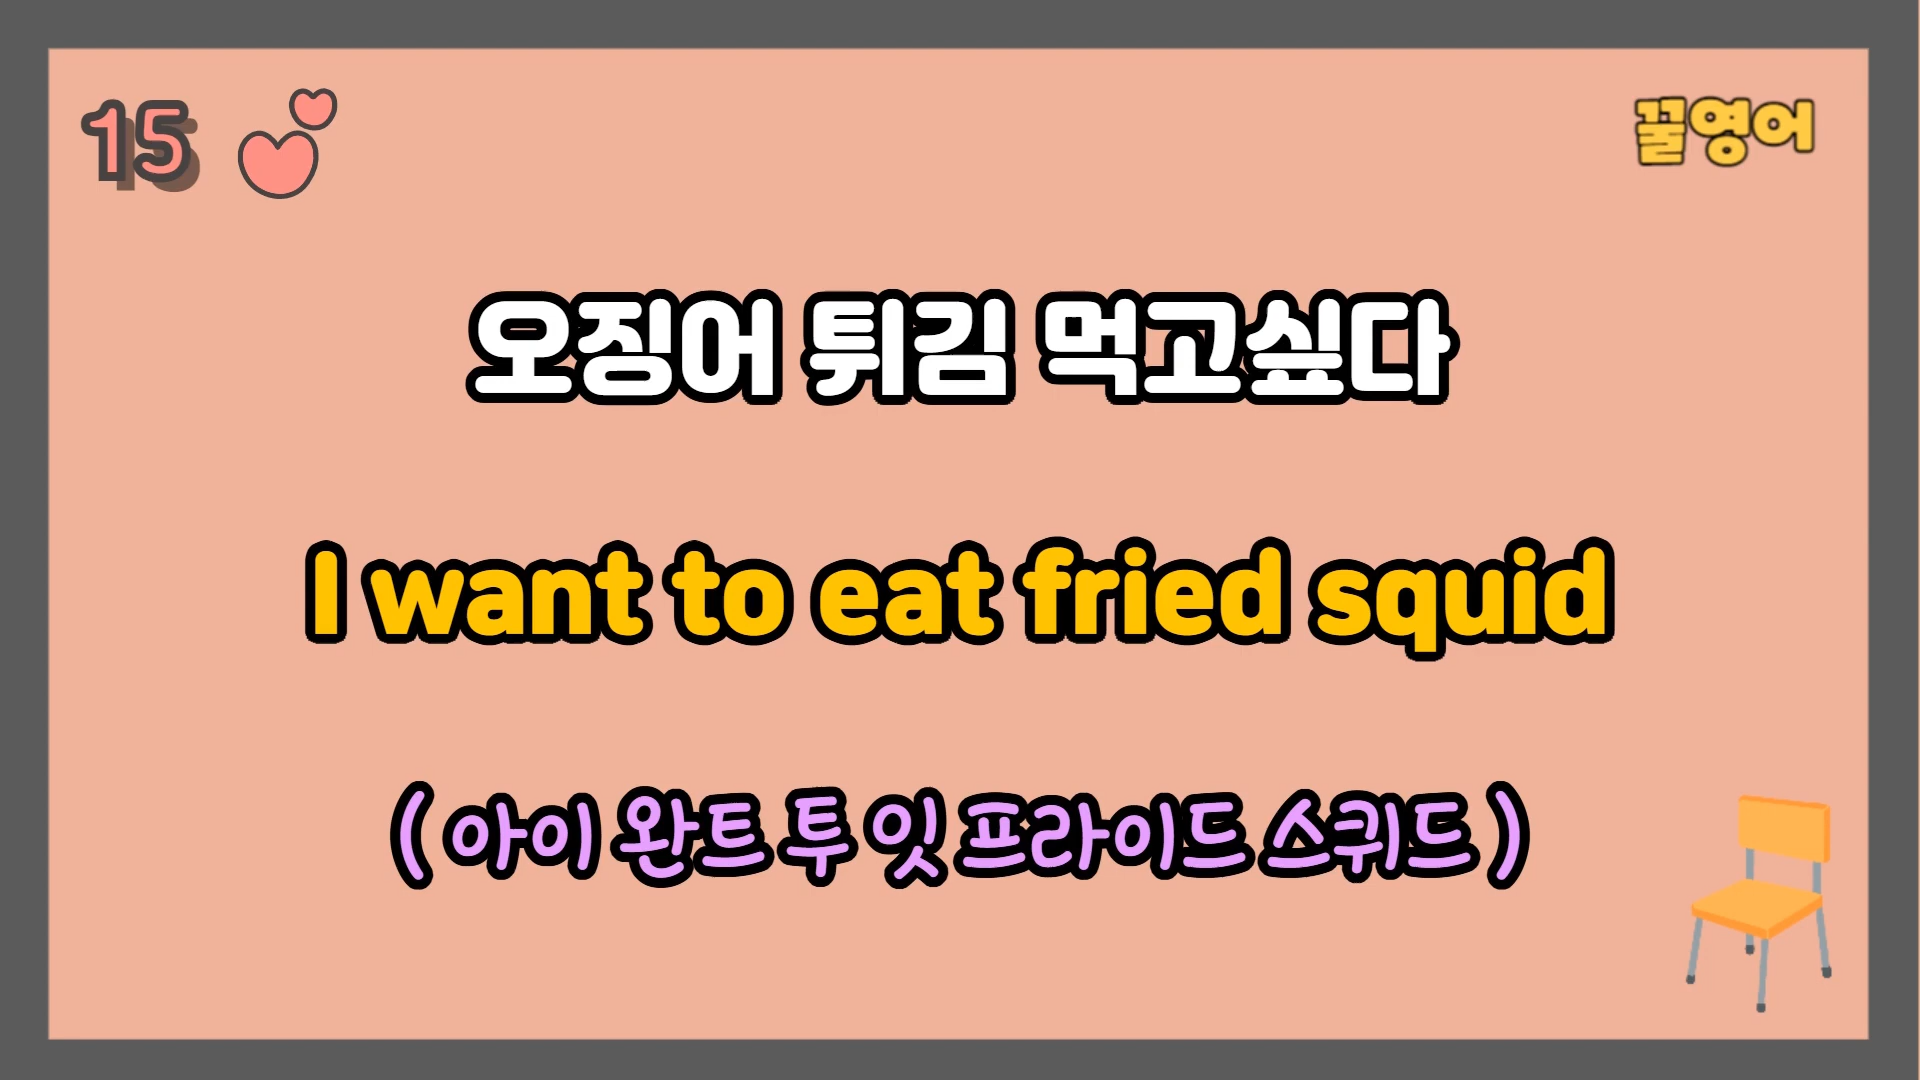 15
꿀영어
오징어 튀김 먹고싶다
I want to eat fried squid
( 아이 완트 투 잇 프라이드 스퀴드 )